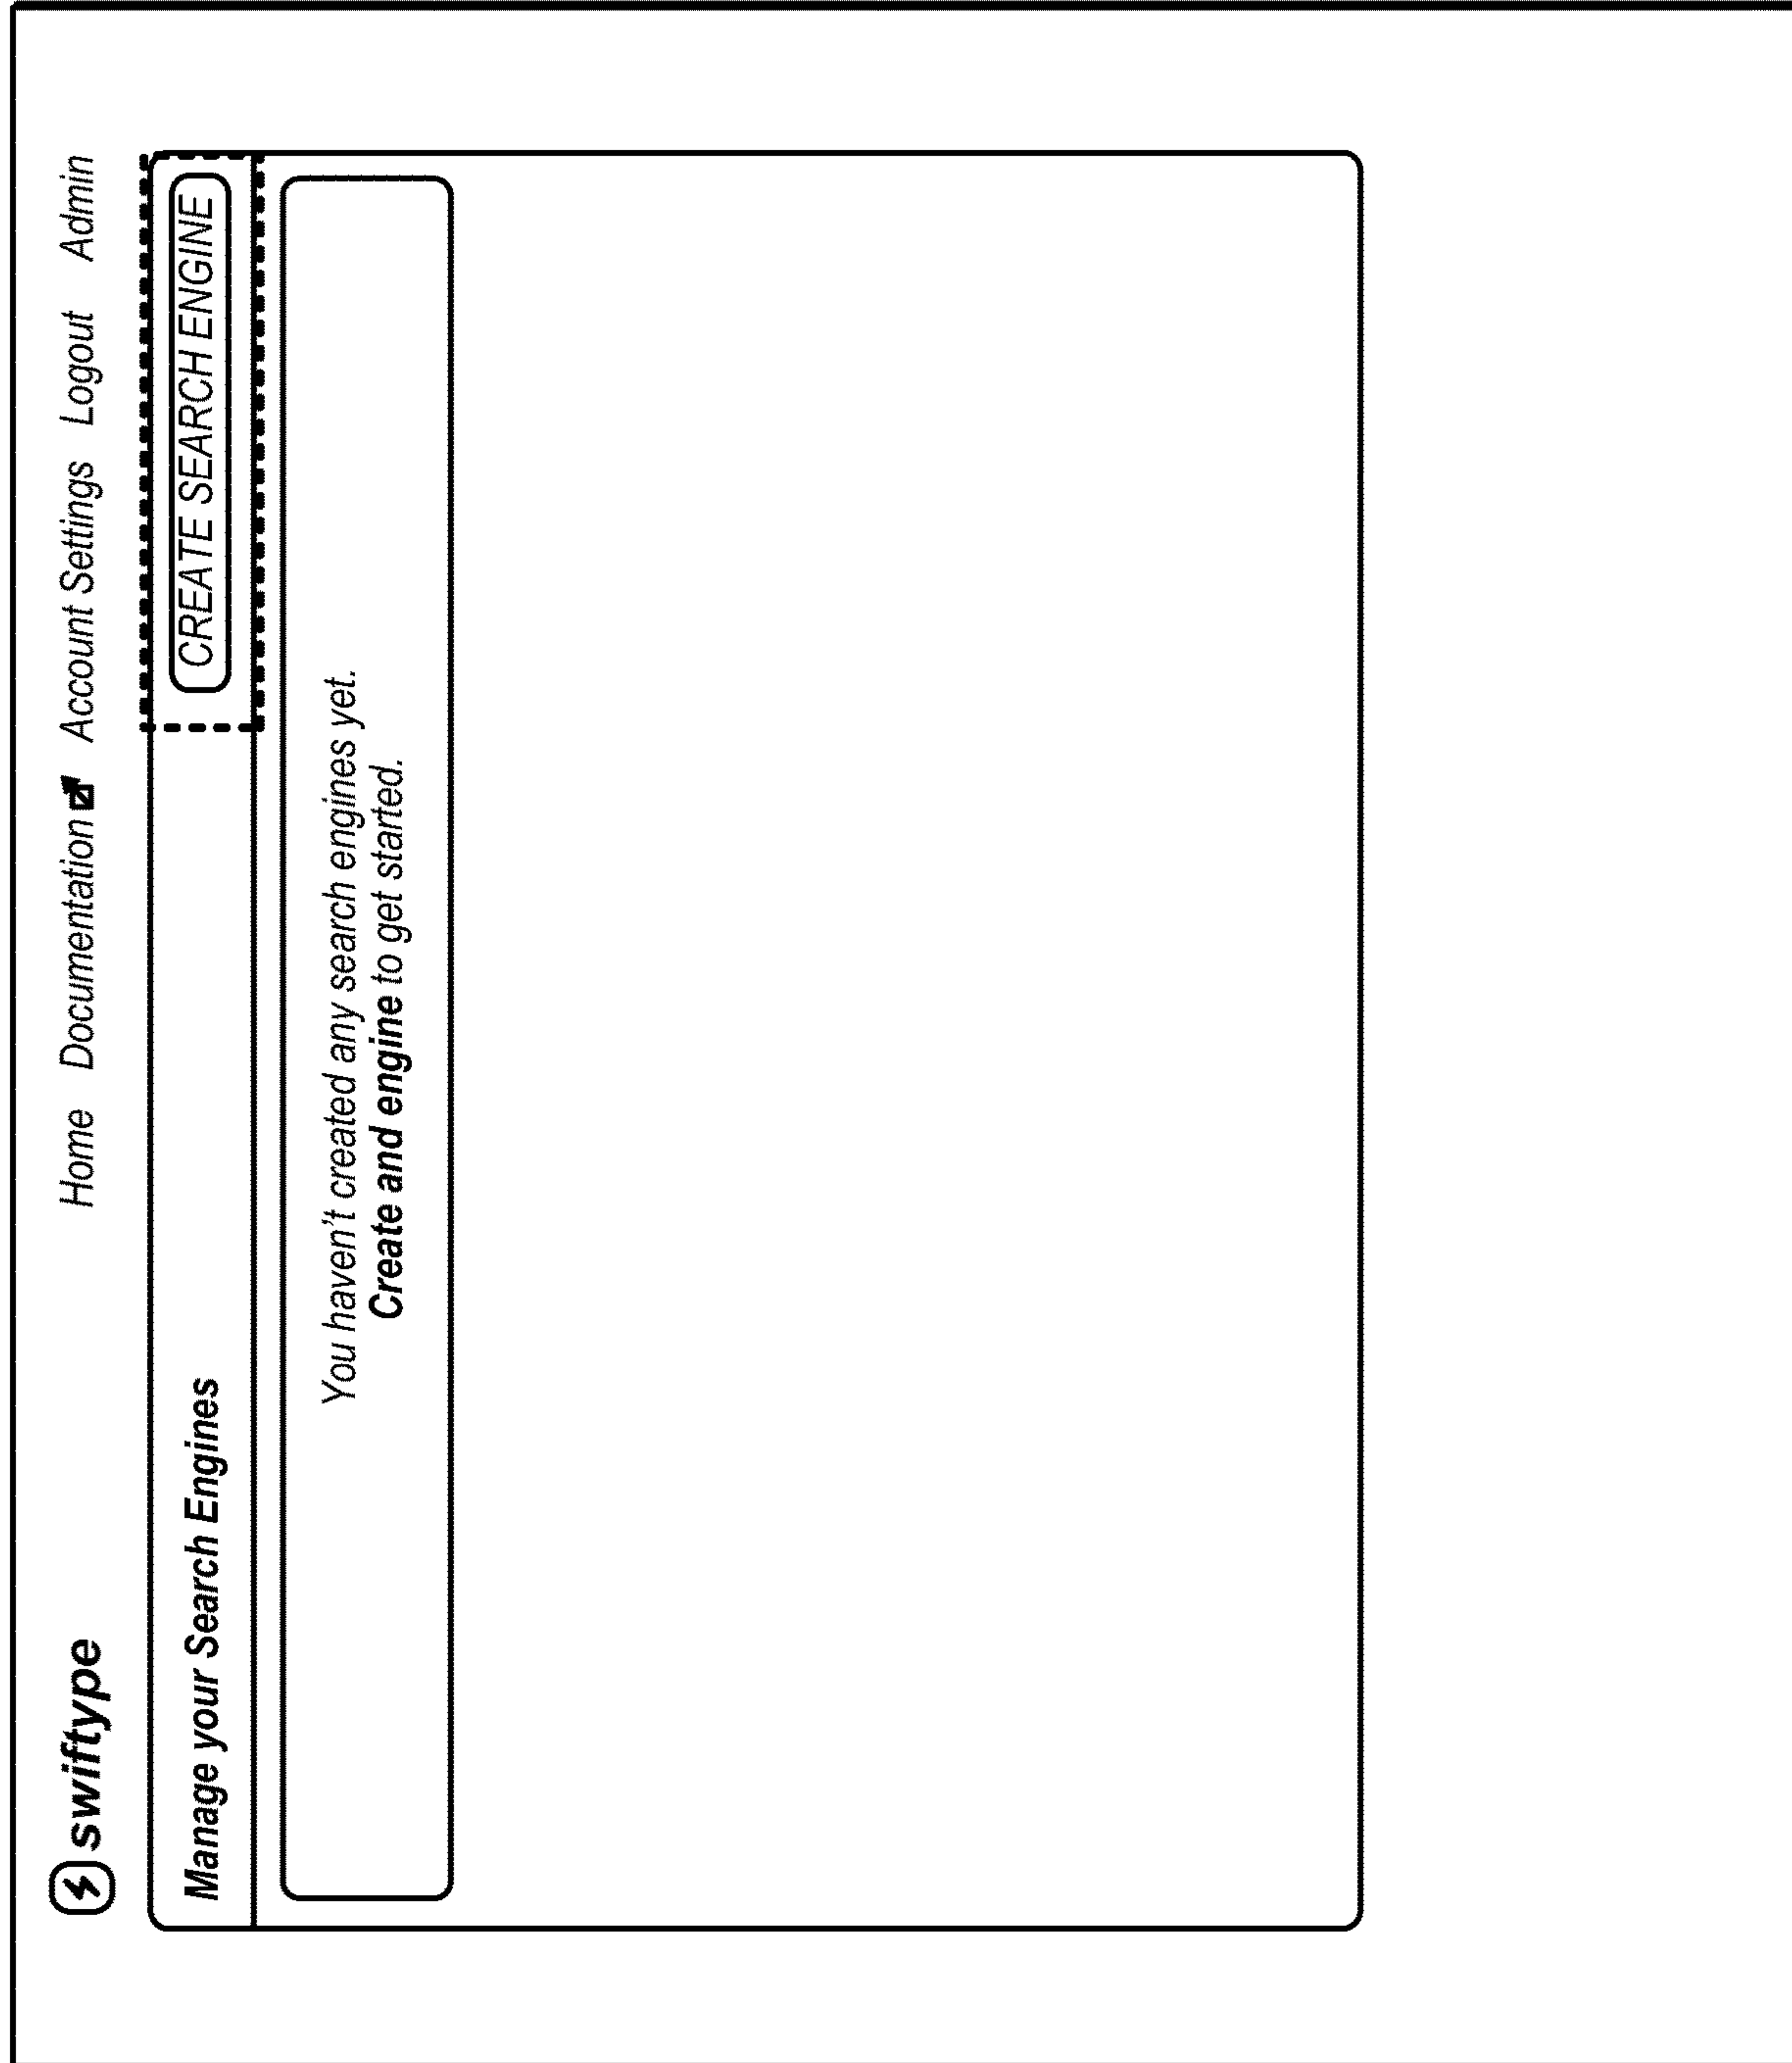 swiftype
Home Documentation Account Settings Logout Admin
Manage your Search Engines
CREATE SEARCH ENGINE
You haven't created any search engines yet.
Create and engine to get started.